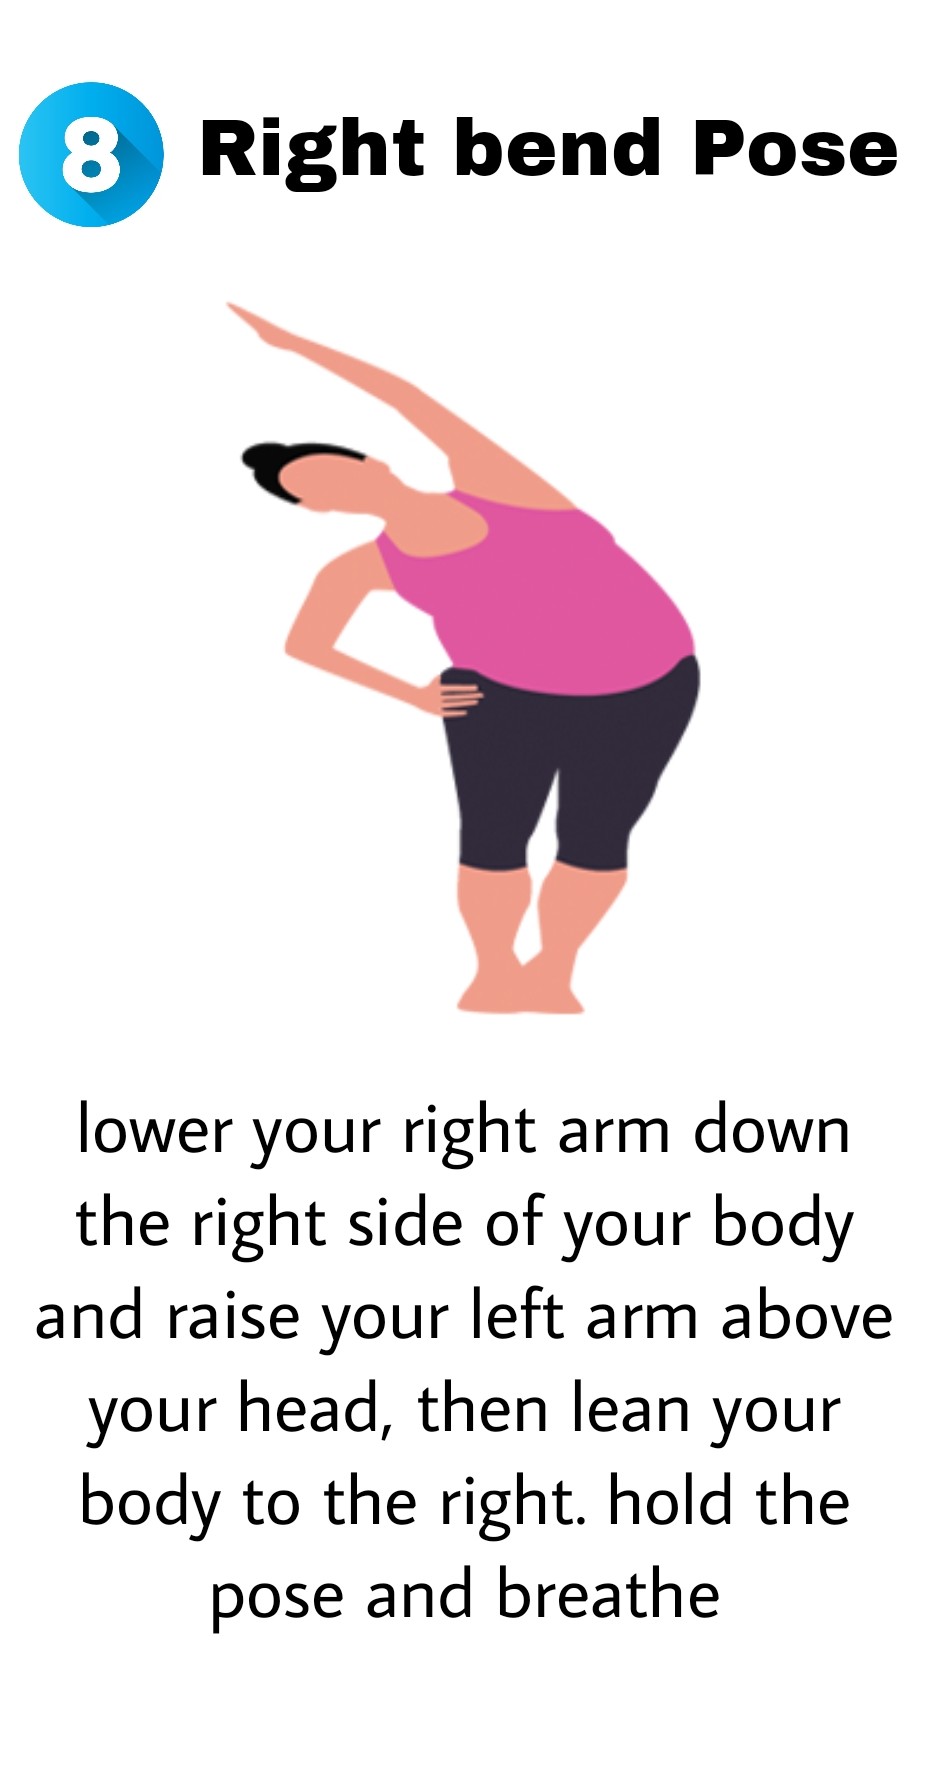 8 Right bend Pose
lower your right arm down
the right side of your body
and raise your left arm above
your head, then lean your
body to the right. hold the
pose and breathe